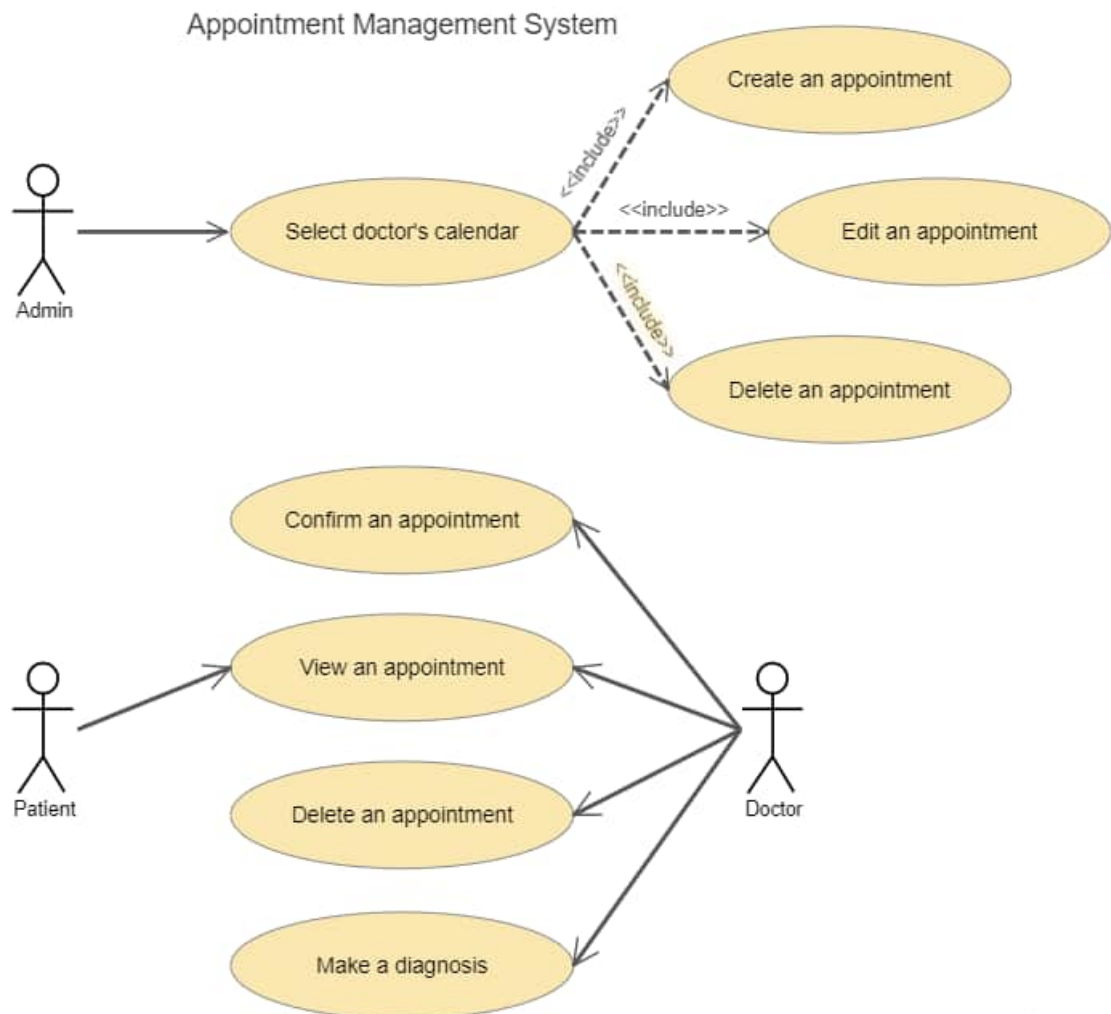 Appointment Management System
Create an appointment
<<include>>
Select doctor's calendar
<<include>>
Edit an appointment
<<include>>
Admin
Delete an appointment
Confirm an appointment
View an appointment
Patient
Delete an appointment
Doctor
Make a diagnosis